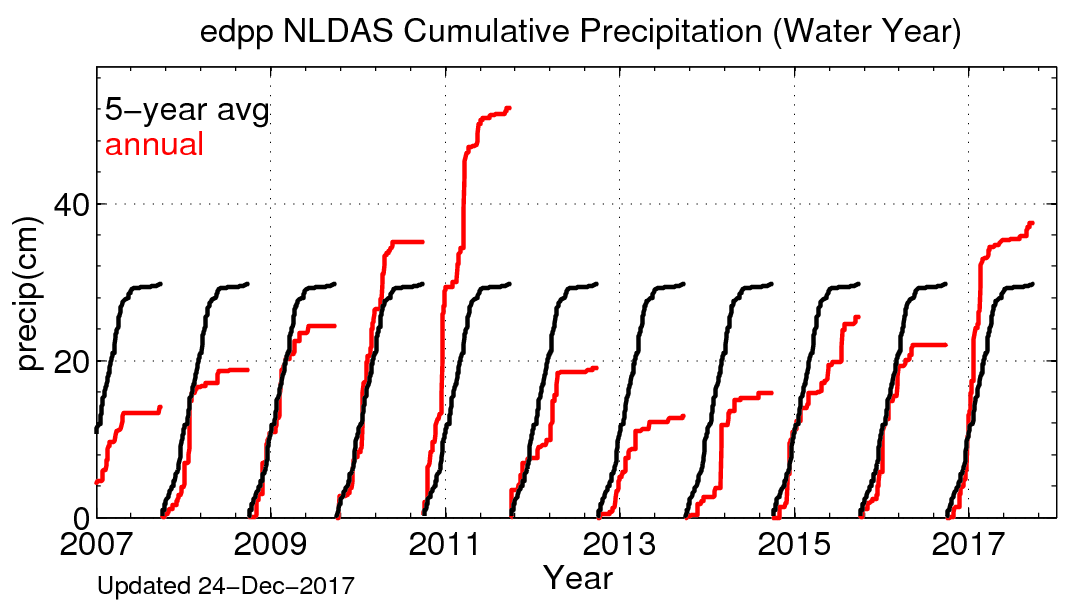 edpp NLDAS Cumulative Precipitation (Water Year)
5−year avg
annual
precip(cm)
40
20
0
2007 2009 2011 2013 2015 2017
Year
Updated 24−Dec−2017